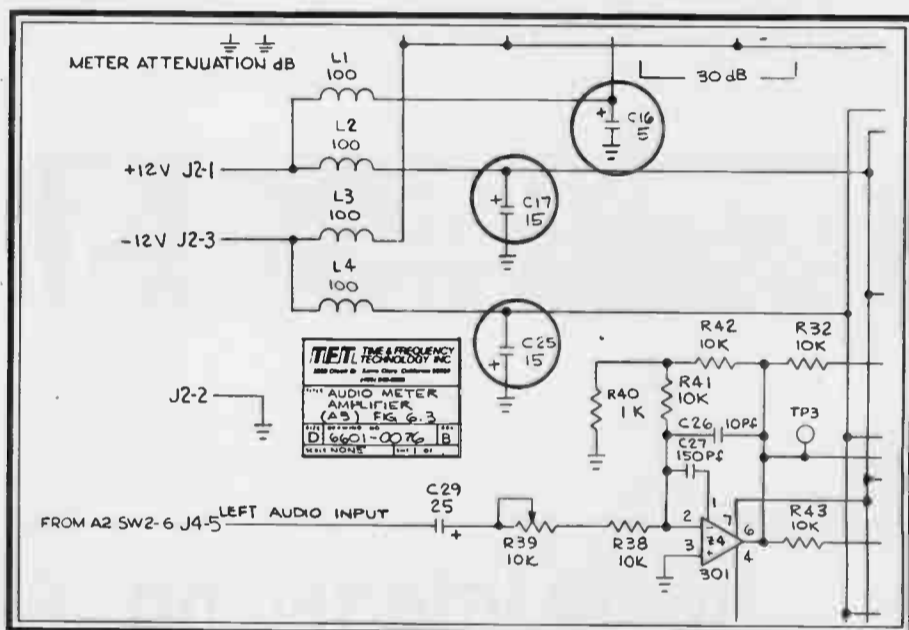 METER ATTENUATION dB
30 dB
L1
100
+ C16
5
L2
100
+12V J2-1
+ C17
15
L3
100
-12V J2-3
L4
100
+ C25
15
R42
10K
R32
10K
TFT TIME & FREQUENCY
TECHNOLOGY INC
TITLE AUDIO METER
AMPLIFIER
(A5) FIG 6.3
D 6601-0076 B
SCALE NONE
J2-2
R40
1K
R41
10K
C26 10Pf
C27
150Pf
TP3
FROM A2 SW2-6 J4-5
LEFT AUDIO INPUT
C29
25
+
R39
10K
R38
10K
1
2
3
7
6
4
-
+
Z4
301
R43
10K